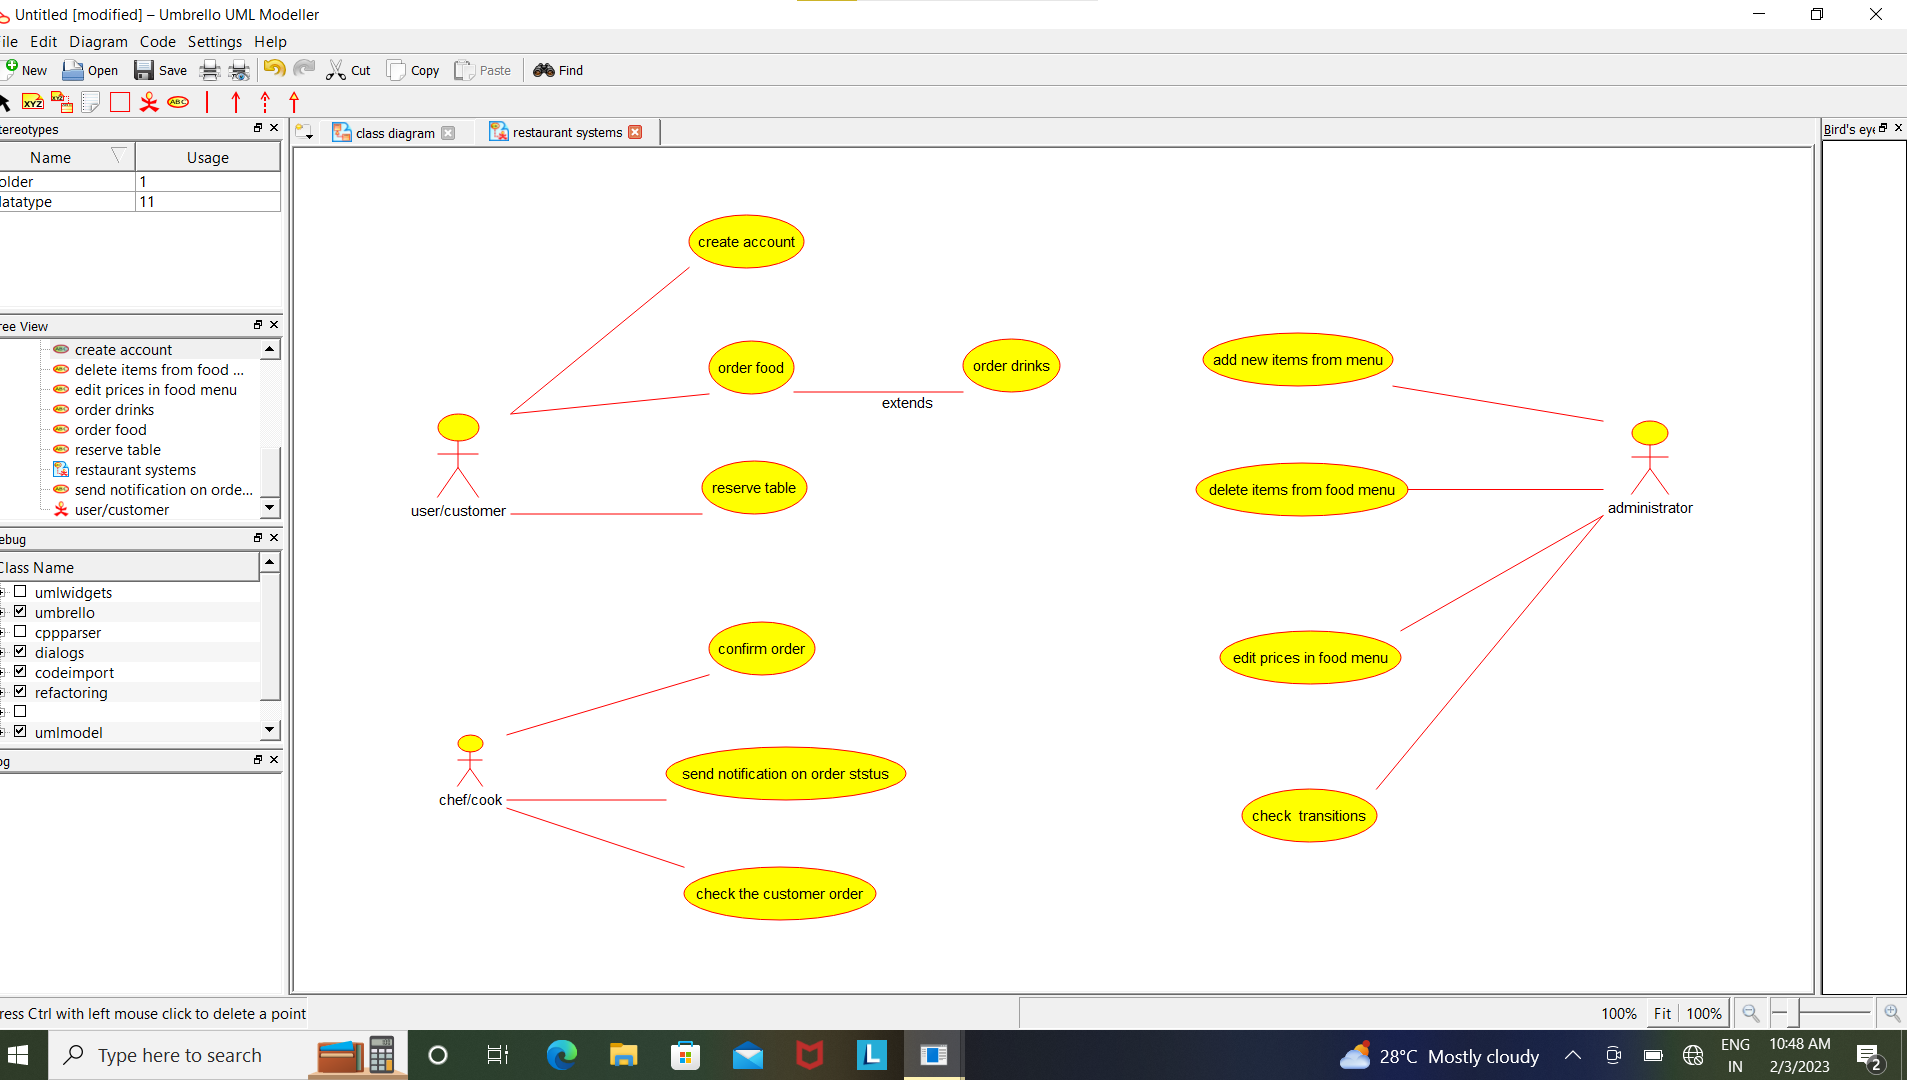 Untitled [modified] – Umbrello UML Modeller
ile Edit Diagram Code Settings Help
New Open Save Cut Copy Paste Find
XYZ XYZ ABC
tereotypes
class diagram
restaurant systems
Bird's eye
Name Usage
older 1
latatype 11
ree View
create account
delete items from food ...
edit prices in food menu
order drinks
order food
reserve table
restaurant systems
send notification on orde...
user/customer
ebug
Class Name
umlwidgets
umbrello
cppparser
dialogs
codeimport
refactoring
umlmodel
og
create account
order food
order drinks
extends
reserve table
user/customer
add new items from menu
delete items from food menu
administrator
edit prices in food menu
check  transitions
confirm order
send notification on order ststus
chef/cook
check the customer order
ress Ctrl with left mouse click to delete a point
100% Fit 100%
Type here to search
L
28°C Mostly cloudy
ENG
IN
10:48 AM
2/3/2023
2